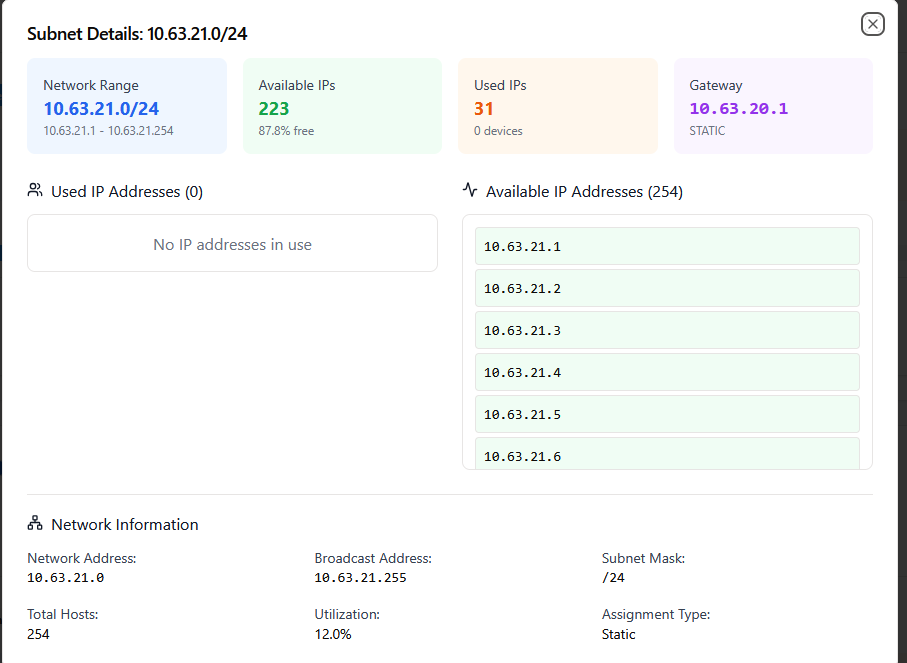 Subnet Details: 10.63.21.0/24
Network Range
10.63.21.0/24
10.63.21.1 - 10.63.21.254
Available IPs
223
87.8% free
Used IPs
31
0 devices
Gateway
10.63.20.1
STATIC
Used IP Addresses (0)
No IP addresses in use
Available IP Addresses (254)
10.63.21.1
10.63.21.2
10.63.21.3
10.63.21.4
10.63.21.5
10.63.21.6
Network Information
Network Address:
10.63.21.0
Broadcast Address:
10.63.21.255
Subnet Mask:
/24
Total Hosts:
254
Utilization:
12.0%
Assignment Type:
Static